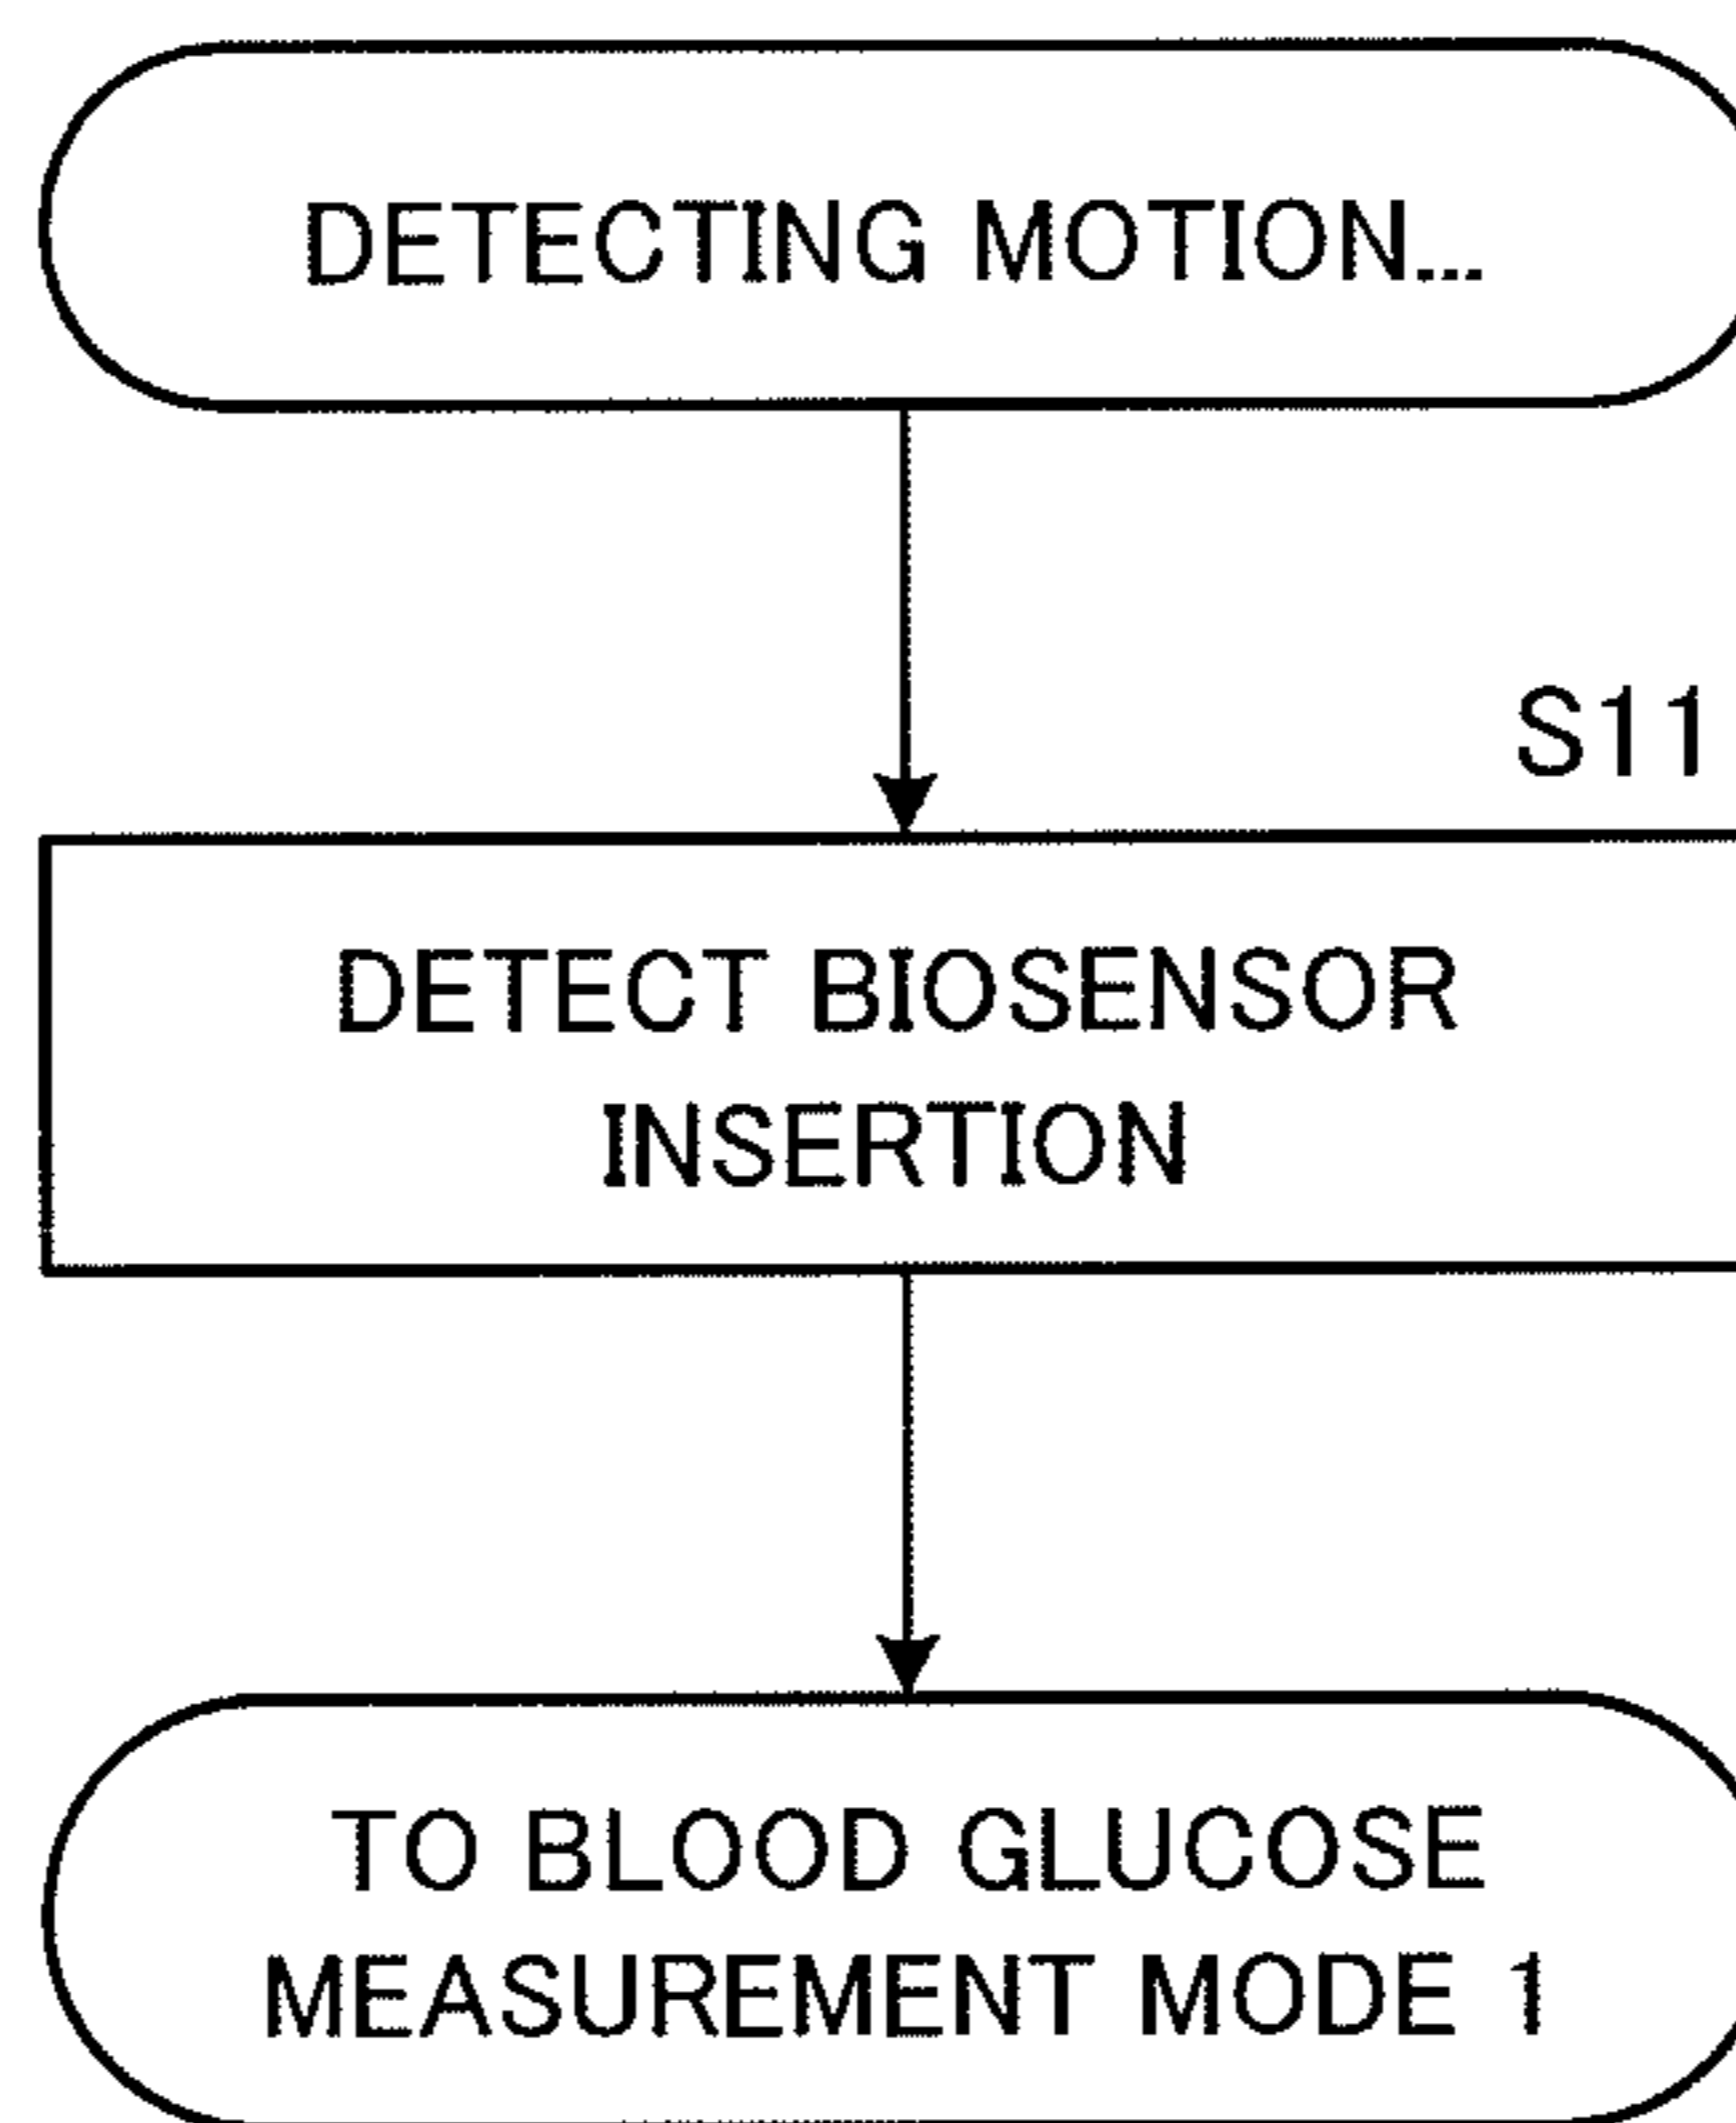 DETECTING MOTION...
S11
DETECT BIOSENSOR
INSERTION
TO BLOOD GLUCOSE
MEASUREMENT MODE 1